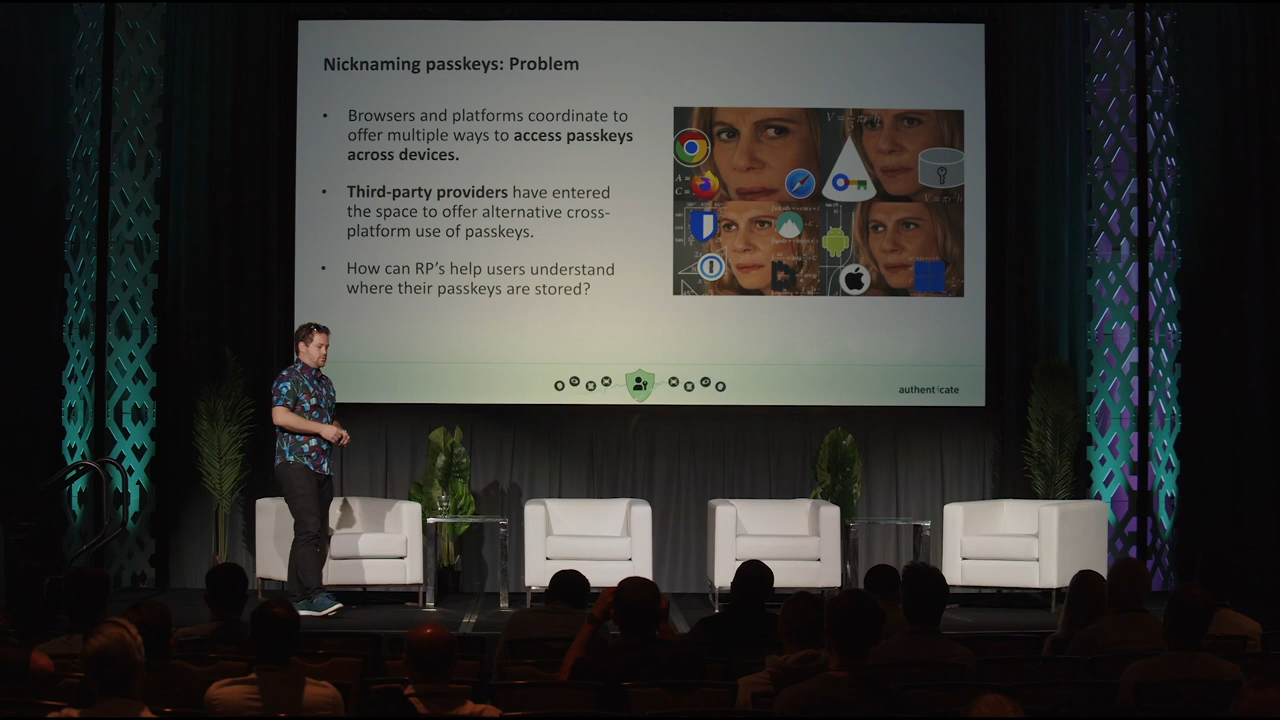 Nicknaming passkeys: Problem
• Browsers and platforms coordinate to
offer multiple ways to access passkeys
across devices.
• Third-party providers have entered
the space to offer alternative cross-
platform use of passkeys.
• How can RP's help users understand
where their passkeys are stored?
authenticate